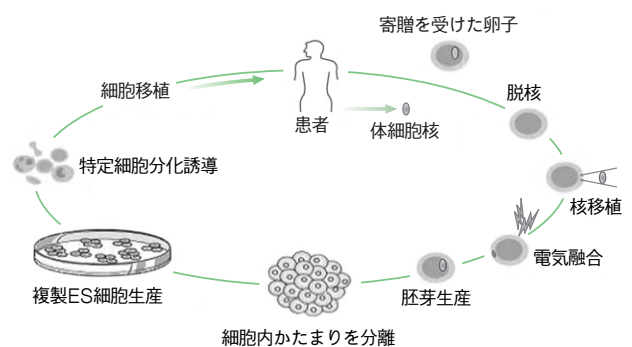 寄贈を受けた卵子
細胞移植
脱核
患者
体細胞核
特定細胞分化誘導
核移植
電気融合
複製ES細胞生産
胚芽生産
細胞内かたまりを分離